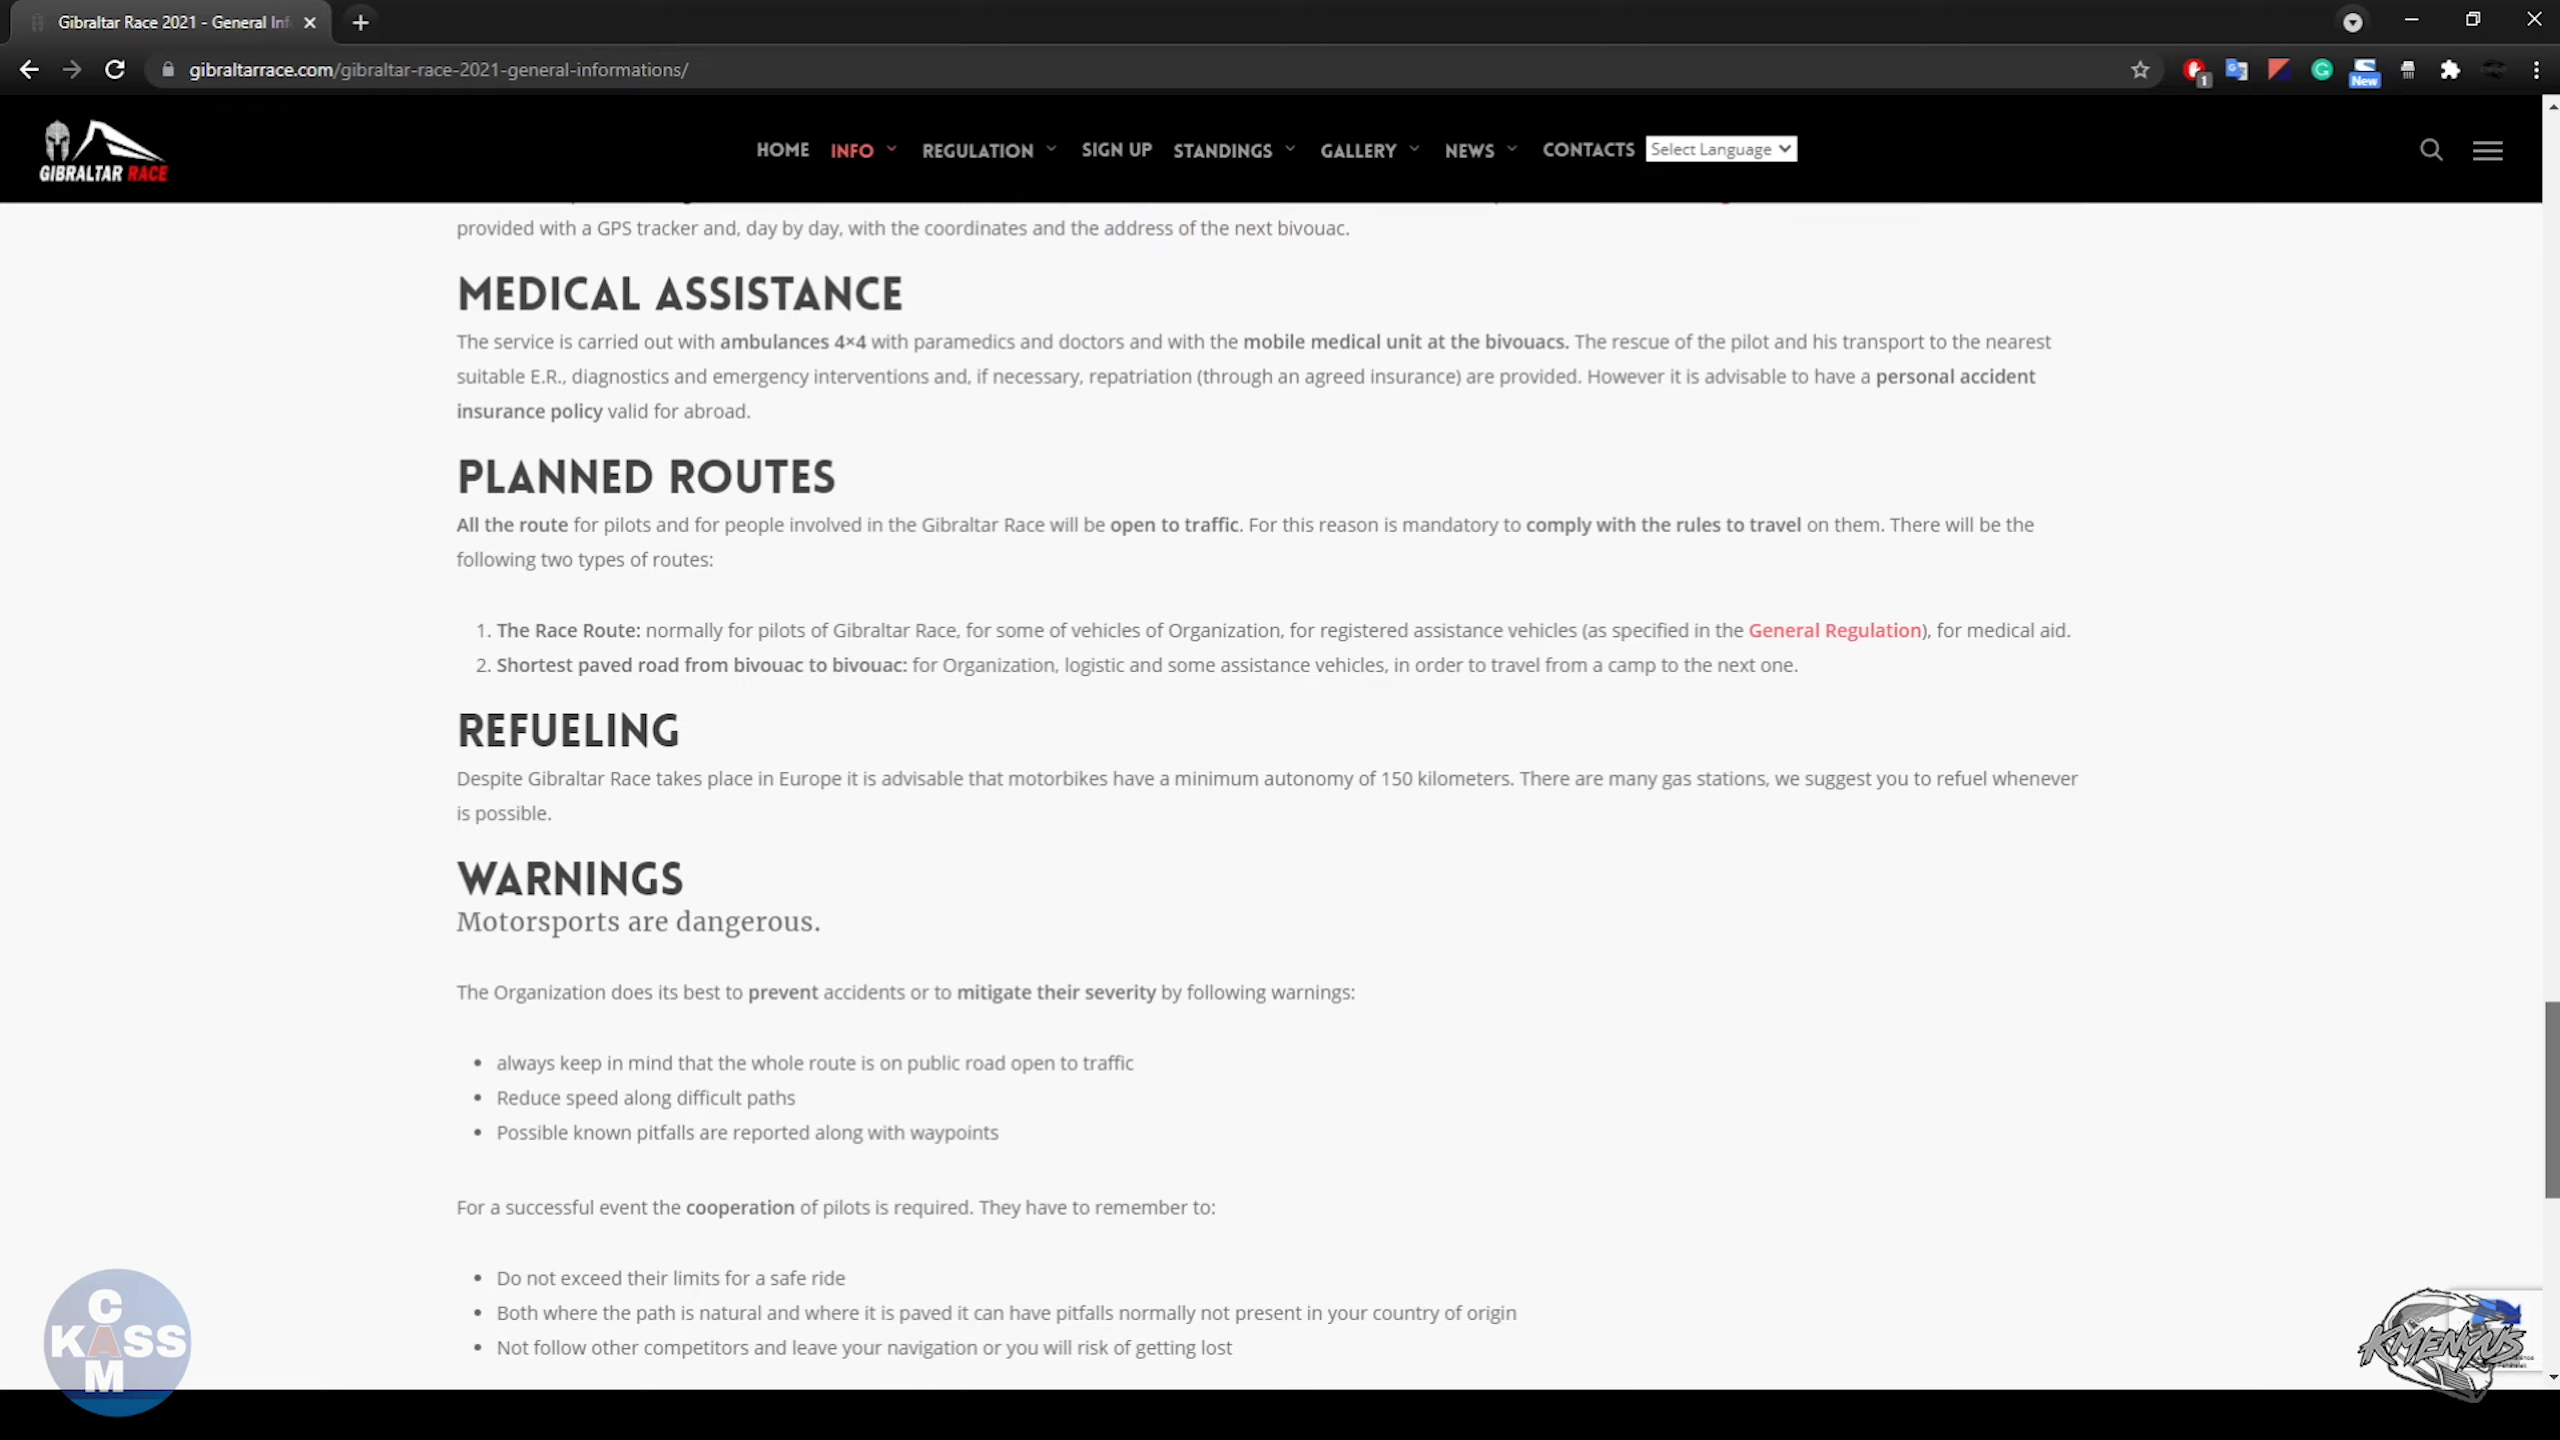 Gibraltar Race 2021 - General Inf
gibraltarrace.com/gibraltar-race-2021-general-informations/
1
New
GIBRALTAR RACE
HOME INFO REGULATION SIGN UP STANDINGS GALLERY NEWS CONTACTS Select Language
provided with a GPS tracker and, day by day, with the coordinates and the address of the next bivouac.
MEDICAL ASSISTANCE
The service is carried out with ambulances 4×4 with paramedics and doctors and with the mobile medical unit at the bivouacs. The rescue of the pilot and his transport to the nearest
suitable E.R., diagnostics and emergency interventions and, if necessary, repatriation (through an agreed insurance) are provided. However it is advisable to have a personal accident
insurance policy valid for abroad.
PLANNED ROUTES
All the route for pilots and for people involved in the Gibraltar Race will be open to traffic. For this reason is mandatory to comply with the rules to travel on them. There will be the
following two types of routes:
1. The Race Route: normally for pilots of Gibraltar Race, for some of vehicles of Organization, for registered assistance vehicles (as specified in the General Regulation), for medical aid.
2. Shortest paved road from bivouac to bivouac: for Organization, logistic and some assistance vehicles, in order to travel from a camp to the next one.
REFUELING
Despite Gibraltar Race takes place in Europe it is advisable that motorbikes have a minimum autonomy of 150 kilometers. There are many gas stations, we suggest you to refuel whenever
is possible.
WARNINGS
Motorsports are dangerous.
The Organization does its best to prevent accidents or to mitigate their severity by following warnings:
• always keep in mind that the whole route is on public road open to traffic
• Reduce speed along difficult paths
• Possible known pitfalls are reported along with waypoints
For a successful event the cooperation of pilots is required. They have to remember to:
• Do not exceed their limits for a safe ride
• Both where the path is natural and where it is paved it can have pitfalls normally not present in your country of origin
• Not follow other competitors and leave your navigation or you will risk of getting lost
C
KASS
M
KMENYUS